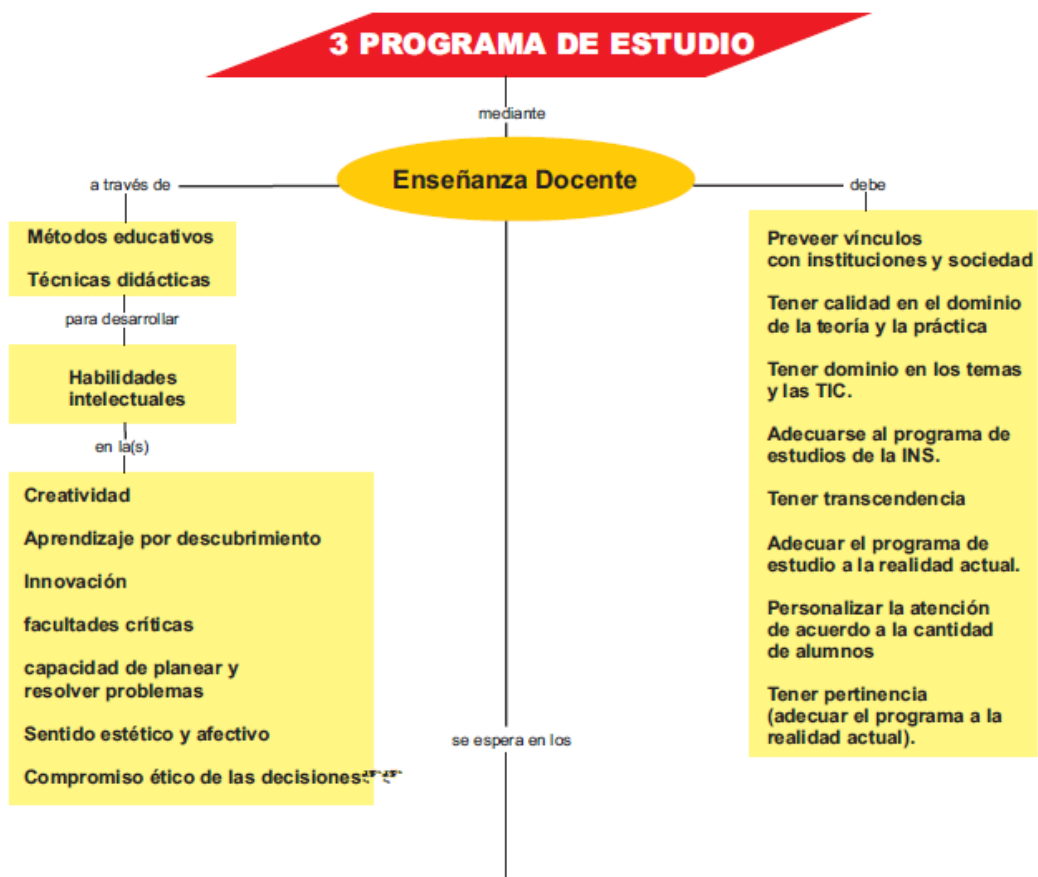 3 PROGRAMA DE ESTUDIO
mediante
Enseñanza Docente
a través de
Métodos educativos
Técnicas didácticas
para desarrollar
Habilidades
intelectuales
en la(s)
Creatividad
Aprendizaje por descubrimiento
Innovación
facultades críticas
capacidad de planear y
resolver problemas
Sentido estético y afectivo
Compromiso ético de las decisiones
debe
Preveer vínculos
con instituciones y sociedad
Tener calidad en el dominio
de la teoría y la práctica
Tener dominio en los temas
y las TIC.
Adecuarse al programa de
estudios de la INS.
Tener transcendencia
Adecuar el programa de
estudio a la realidad actual.
Personalizar la atención
de acuerdo a la cantidad
de alumnos
Tener pertinencia
(adecuar el programa a la
realidad actual).
se espera en los